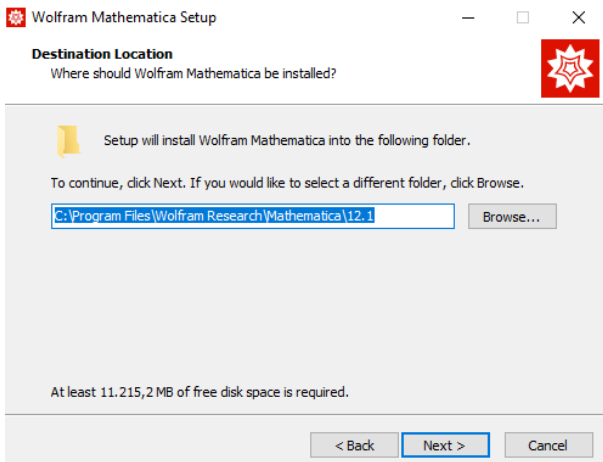 Wolfram Mathematica Setup
Destination Location
Where should Wolfram Mathematica be installed?
Setup will install Wolfram Mathematica into the following folder.
To continue, click Next. If you would like to select a different folder, click Browse.
C:\Program Files\Wolfram Research\Mathematica\12.1
Browse...
At least 11.215,2 MB of free disk space is required.
< Back
Next >
Cancel